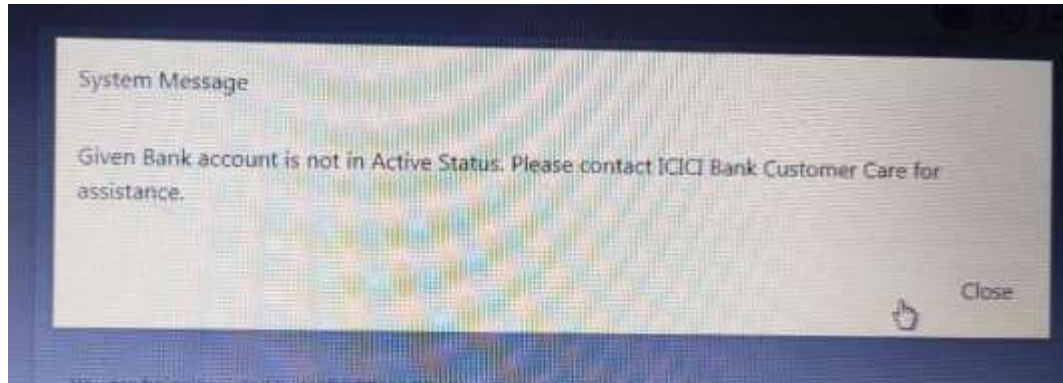 System Message
Given Bank account is not in Active Status. Please contact ICICI Bank Customer Care for
assistance.
Close